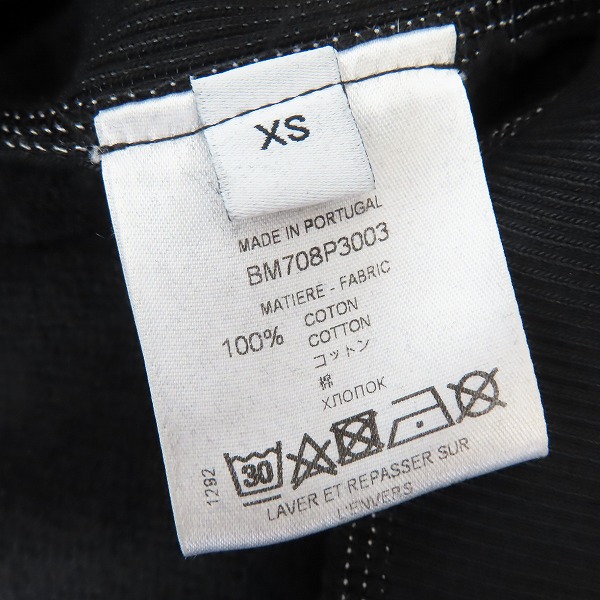 XS
MADE IN PORTUGAL
BM708P3003
MATIERE - FABRIC
100% COTON
COTTON
コットン
棉
ХЛОПОК
30
1292
LAVER ET REPASSER SUR
L'ENVERS